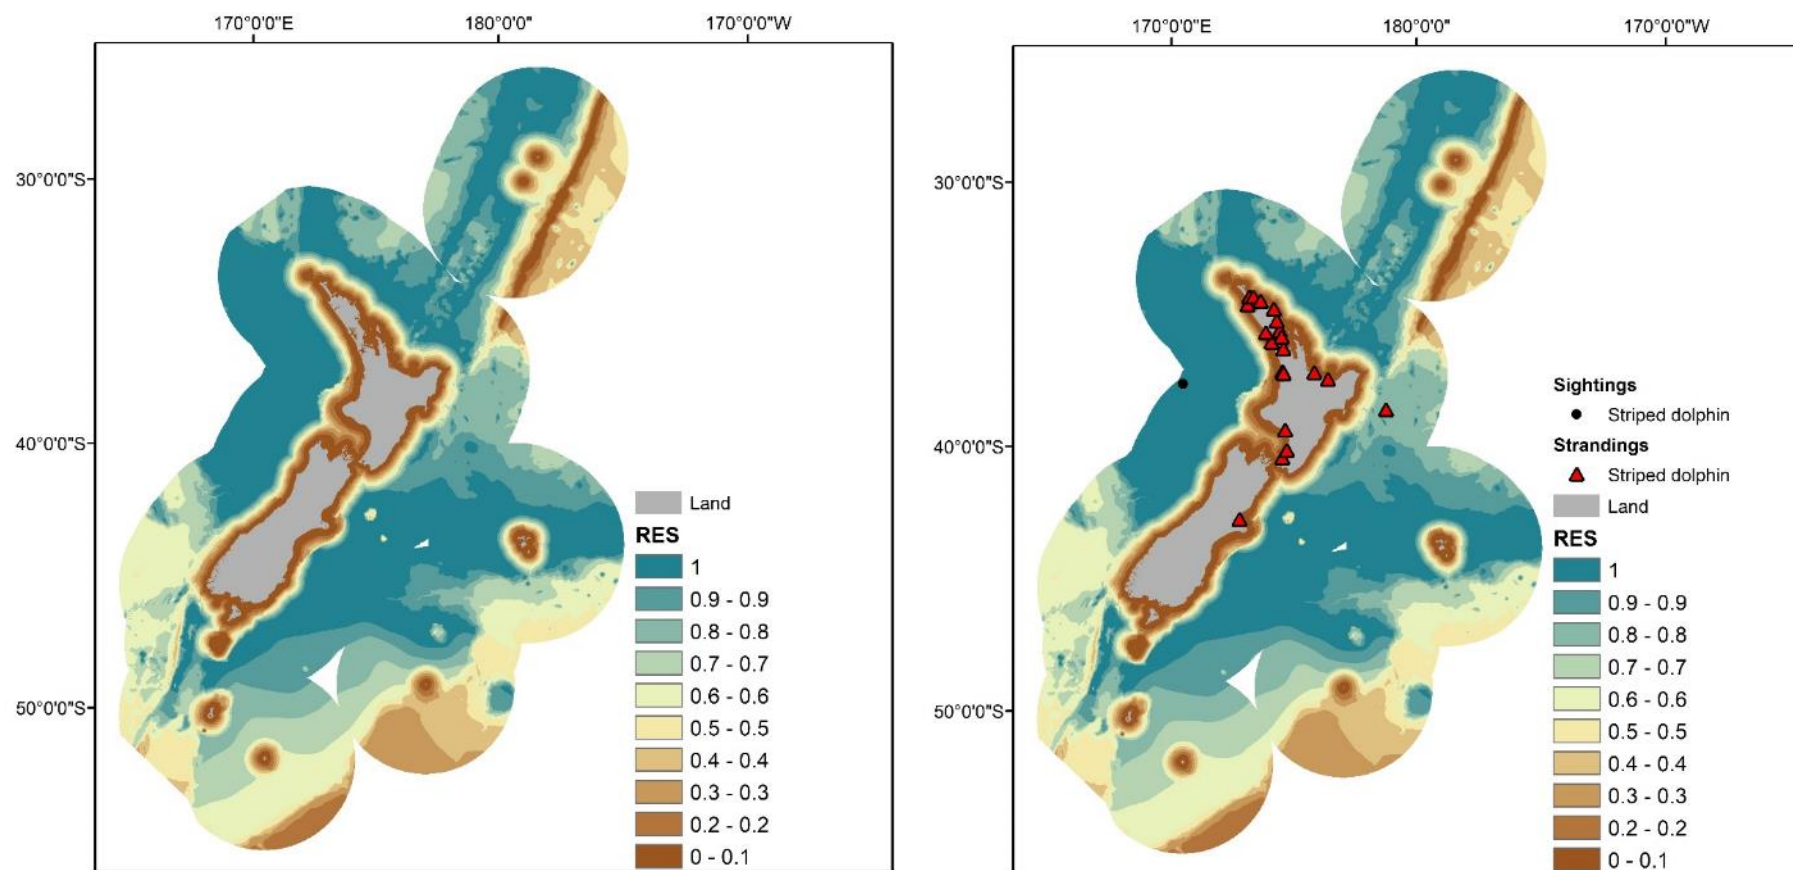 170°0'0"E
180°0'0"
170°0'0"W
30°0'0"S
40°0'0"S
50°0'0"S
Land
RES
1
0.9 - 0.9
0.8 - 0.8
0.7 - 0.7
0.6 - 0.6
0.5 - 0.5
0.4 - 0.4
0.3 - 0.3
0.2 - 0.2
0 - 0.1
170°0'0"E
180°0'0"
170°0'0"W
30°0'0"S
40°0'0"S
50°0'0"S
Sightings
Striped dolphin
Strandings
Striped dolphin
Land
RES
1
0.9 - 0.9
0.8 - 0.8
0.7 - 0.7
0.6 - 0.6
0.5 - 0.5
0.4 - 0.4
0.3 - 0.3
0.2 - 0.2
0 - 0.1